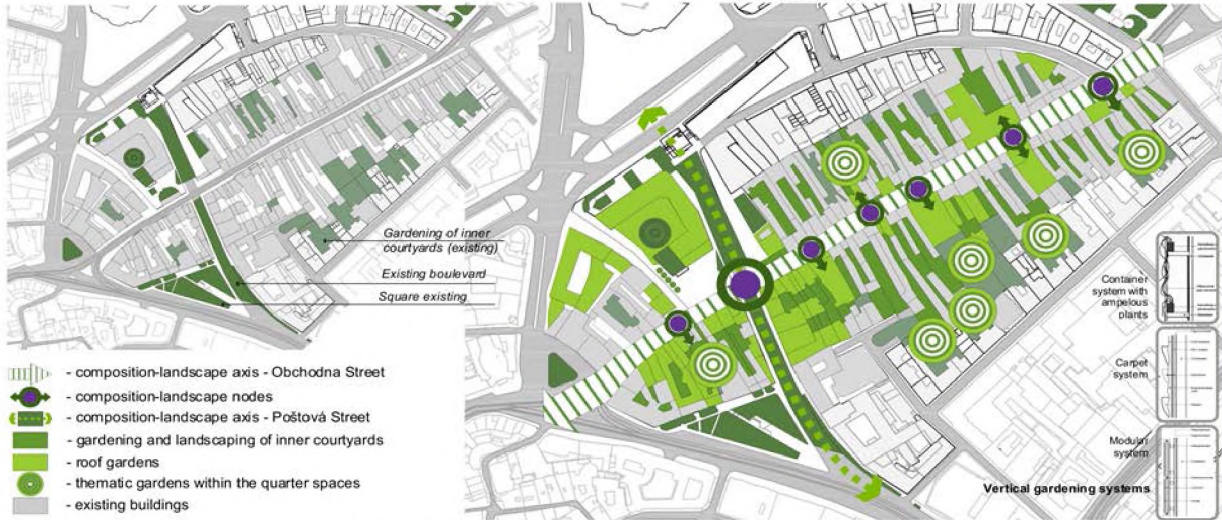 Gardening of inner
courtyards (existing)
Existing boulevard
Square existing
- composition-landscape axis - Obchodna Street
- composition-landscape nodes
- composition-landscape axis - Poštová Street
- gardening and landscaping of inner courtyards
- roof gardens
- thematic gardens within the quarter spaces
- existing buildings
Container
system with
ampelous
plants
Carpet
system
Modular
system
Vertical gardening systems